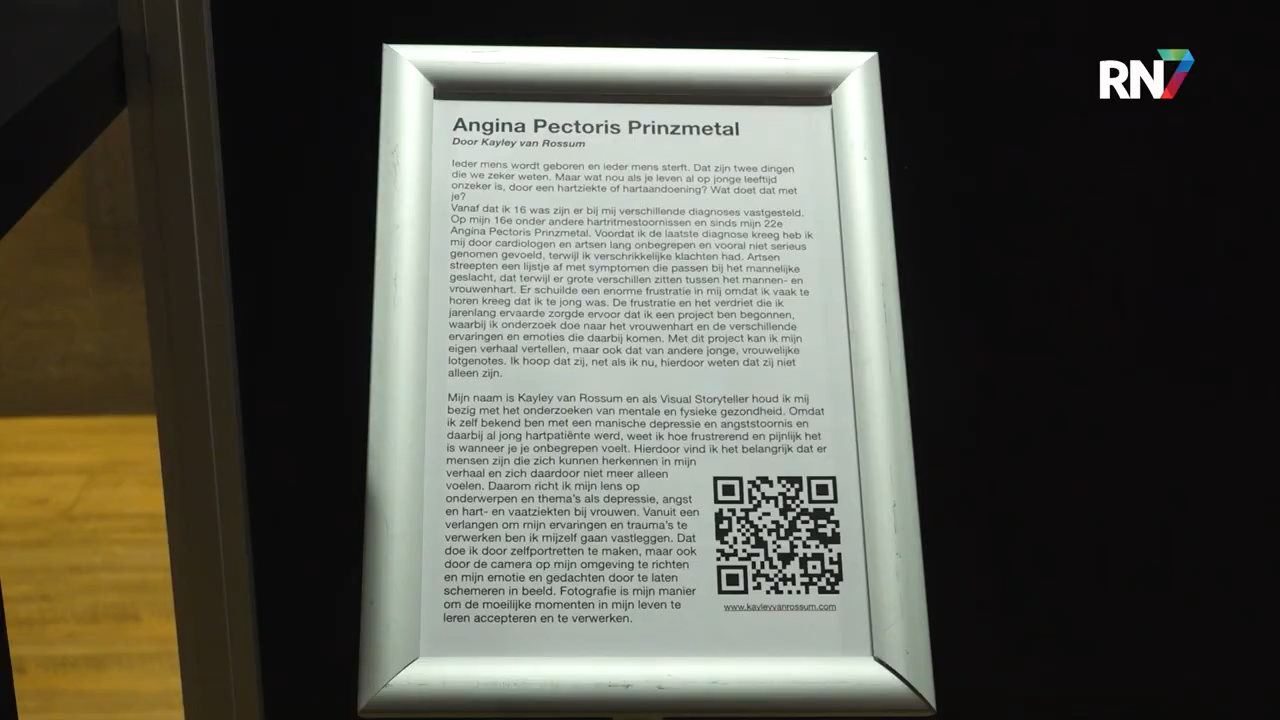 RN7
Angina Pectoris Prinzmetal
Door Kayley van Rossum
Ieder mens wordt geboren en ieder mens sterft. Dat zijn twee dingen
die we zeker weten. Maar wat nou als je leven al op jonge leeftijd
onzeker is, door een hartziekte of hartaandoening? Wat doet dat met
je?
Vanaf dat ik 16 was zijn er bij mij verschillende diagnoses vastgesteld.
Op mijn 16e onder andere hartritmestoornissen en sinds mijn 22e
Angina Pectoris Prinzmetal. Voordat ik de laatste diagnose kreeg heb ik
mij door cardiologen en artsen lang onbegrepen en vooral niet serieus
genomen gevoeld, terwijl ik verschrikkelijke klachten had. Artsen
streepten een lijstje af met symptomen die passen bij het mannelijke
geslacht, dat terwijl er grote verschillen zitten tussen het mannen- en
vrouwenhart. Er schuilde een enorme frustratie in mij omdat ik vaak te
horen kreeg dat ik te jong was. De frustratie en het verdriet die ik
jarenlang ervaarde zorgde ervoor dat ik een project ben begonnen,
waarbij ik onderzoek doe naar het vrouwenhart en de verschillende
ervaringen en emoties die daarbij komen. Met dit project kan ik mijn
eigen verhaal vertellen, maar ook dat van andere jonge, vrouwelijke
lotgenotes. Ik hoop dat zij, net als ik nu, hierdoor weten dat zij niet
alleen zijn.
Mijn naam is Kayley van Rossum en als Visual Storyteller houd ik mij
bezig met het onderzoeken van mentale en fysieke gezondheid. Omdat
ik zelf bekend ben met een manische depressie en angststoornis en
daarbij al jong hartpatiënte werd, weet ik hoe frustrerend en pijnlijk het
is wanneer je je onbegrepen voelt. Hierdoor vind ik het belangrijk dat er
mensen zijn die zich kunnen herkennen in mijn
verhaal en zich daardoor niet meer alleen
voelen. Daarom richt ik mijn lens op
onderwerpen en thema's als depressie, angst
en hart- en vaatziekten bij vrouwen. Vanuit een
verlangen om mijn ervaringen en trauma's te
verwerken ben ik mijzelf gaan vastleggen. Dat
doe ik door zelfportretten te maken, maar ook
door de camera op mijn omgeving te richten
en mijn emotie en gedachten door te laten
schemeren in beeld. Fotografie is mijn manier
om de moeilijke momenten in mijn leven te
leren accepteren en te verwerken.
www.kayleyvanrossum.com